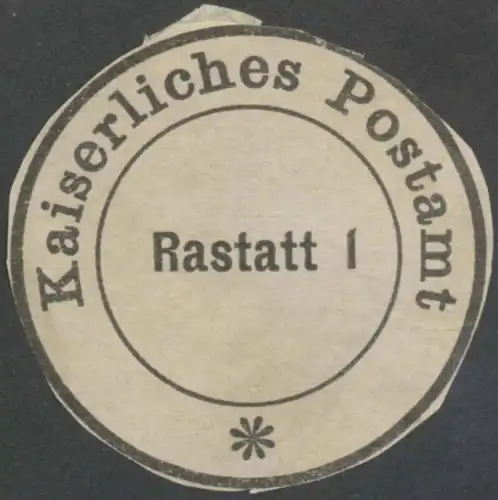 Kaiserliches Postamt
Rastatt 1
*